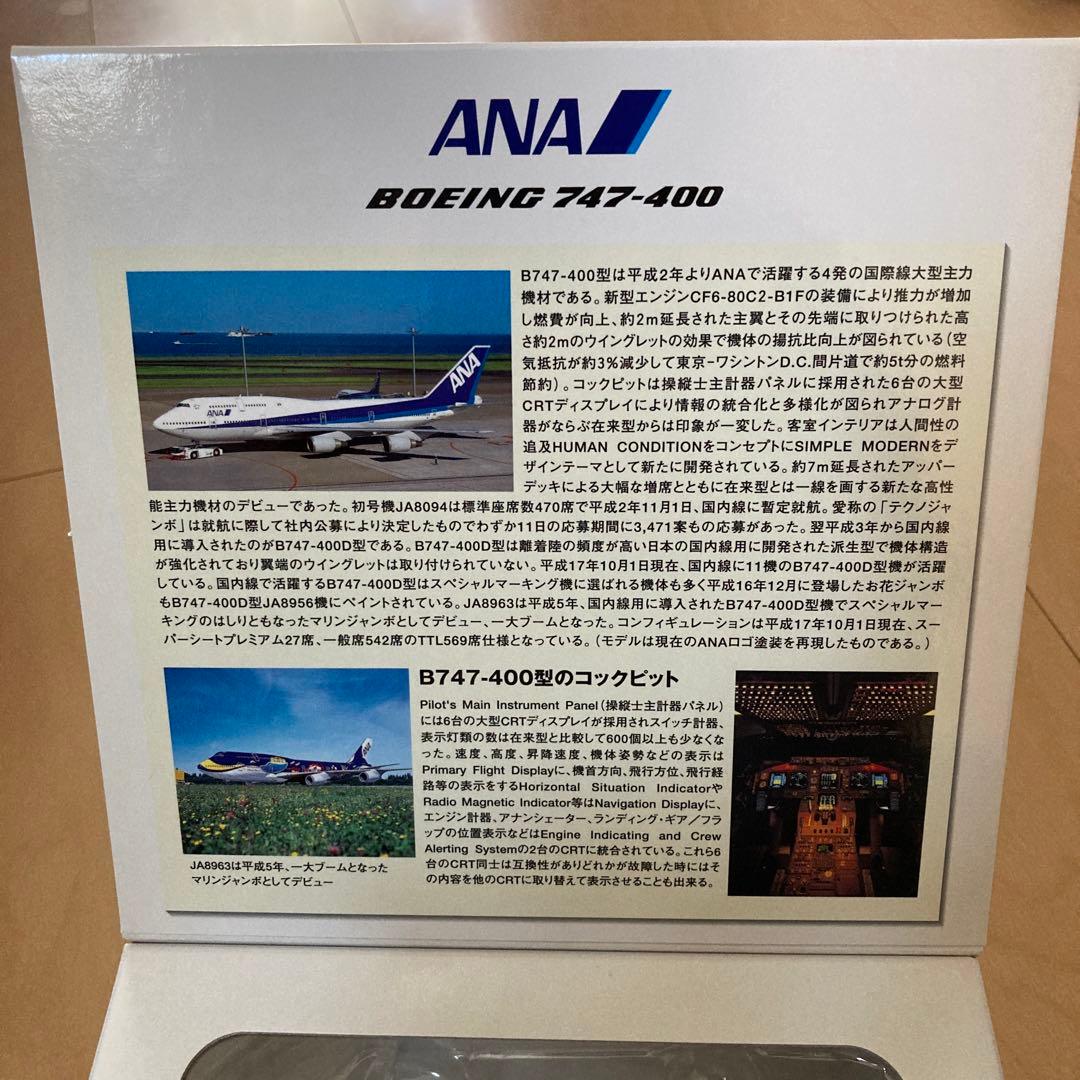 ANA
BOEING 747-400
B747-400型は平成2年よりANAで活躍する4発の国際線大型主力
機材である。新型エンジンCF6-80C2-B1Fの装備により推力が増加
し燃費が向上、約2m延長された主翼とその先端に取りつけられた高
さ約2mのウイングレットの効果で機体の揚抗比向上が図られている（空
気抵抗が約3%減少して東京-ワシントンD.C.間片道で約5t分の燃料
節約）。コックピットは操縦士主計器パネルに採用された6台の大型
CRTディスプレイにより情報の統合化と多様化が図られアナログ計
器がならぶ在来型からは印象が一変した。客室インテリアは人間性の
追及HUMAN CONDITIONをコンセプトにSIMPLE MODERNをデ
ザインテーマとして新たに開発されている。約7m延長されたアッパー
デッキによる大幅な増席とともに在来型とは一線を画する新たな高性
能主力機材のデビューであった。初号機JA8094は標準座席数470席で平成2年11月1日、国内線に暫定就航。愛称の「テクノジャ
ンボ」は就航に際して社内公募により決定したものでわずか11日の応募期間に3,471案もの応募があった。翌平成3年から国内線
用に導入されたのがB747-400D型である。B747-400D型は離着陸の頻度が高い日本の国内線用に開発された派生型で機体構造
が強化されており翼端のウイングレットは取り付けられていない。平成17年10月1日現在、国内線に11機のB747-400D型機が活躍
している。国内線で活躍するB747-400D型はスペシャルマーキング機に選ばれる機体も多く平成16年12月に登場したお花ジャンボ
もB747-400D型JA8956機にペイントされている。JA8963は平成5年、国内線用に導入されたB747-400D型機でスペシャルマー
キングのはしりともなったマリンジャンボとしてデビュー、一大ブームとなった。コンフィギュレーションは平成17年10月1日現在、スー
パーシートプレミアム27席、一般席542席のTTL569席仕様となっている。（モデルは現在のANAロゴ塗装を再現したものである。）
B747-400型のコックピット
Pilot's Main Instrument Panel（操縦士主計器パネル）
には6台の大型CRTディスプレイが採用されスイッチ計器、
表示灯類の数は在来型と比較して600個以上も少なくな
った。速度、高度、昇降速度、機体姿勢などの表示は
Primary Flight Displayに、機首方向、飛行方位、飛行経
路等の表示をするHorizontal Situation Indicatorや
Radio Magnetic Indicator等はNavigation Displayに、
エンジン計器、アナンシェーター、ランディング・ギア／フラ
ップの位置表示などはEngine Indicating and Crew
Alerting Systemの2台のCRTに統合されている。これら6
台のCRT同士は互換性がありどれかが故障した時にはそ
の内容を他のCRTに取り替えて表示させることも出来る。
JA8963は平成5年、一大ブームとなった
マリンジャンボとしてデビュー
ANA
ANA
ANA